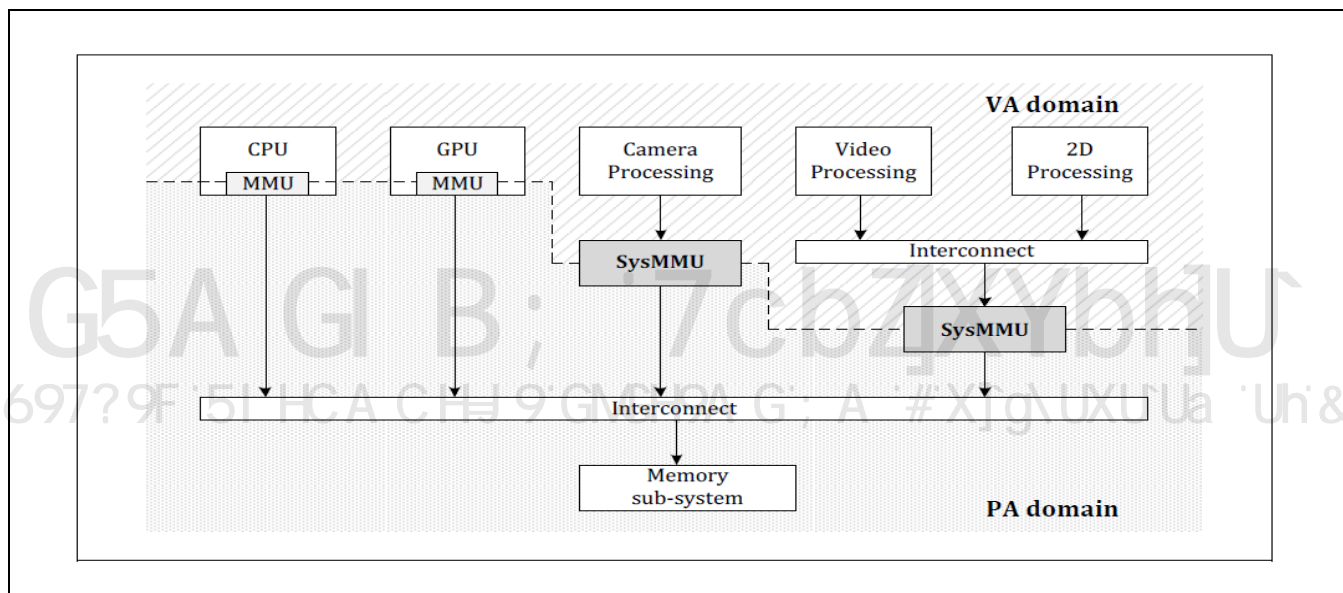 VA domain
CPU
GPU
Camera
Processing
Video
Processing
2D
Processing
MMU
MMU
Interconnect
SysMMU
SysMMU
Interconnect
Memory
sub-system
PA domain